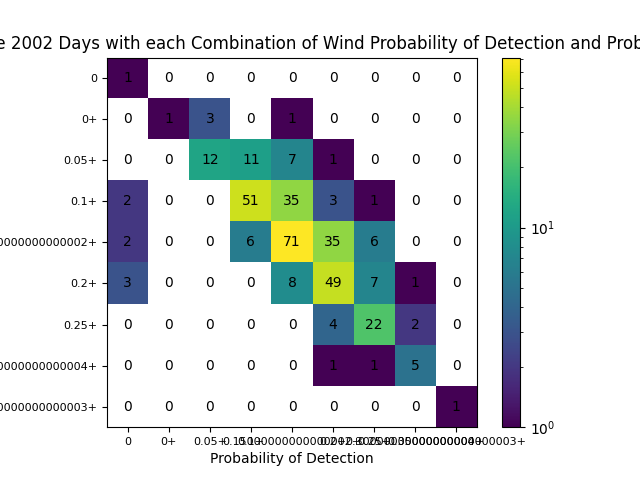 e 2002 Days with each Combination of Wind Probability of Detection and Prob
0 1 0 0 0 0 0 0 0 0
0+ 0 1 3 0 1 0 0 0 0
0.05+ 0 0 12 11 7 1 0 0 0
0.1+ 2 0 0 51 35 3 1 0 0
2 0 0 6 71 35 6 0 0
0.2+ 3 0 0 0 8 49 7 1 0
0.25+ 0 0 0 0 0 4 22 2 0
0 0 0 0 0 1 1 5 0
0 0 0 0 0 0 0 0 1
10¹
10⁰
0 0+ 0.05+
Probability of Detection